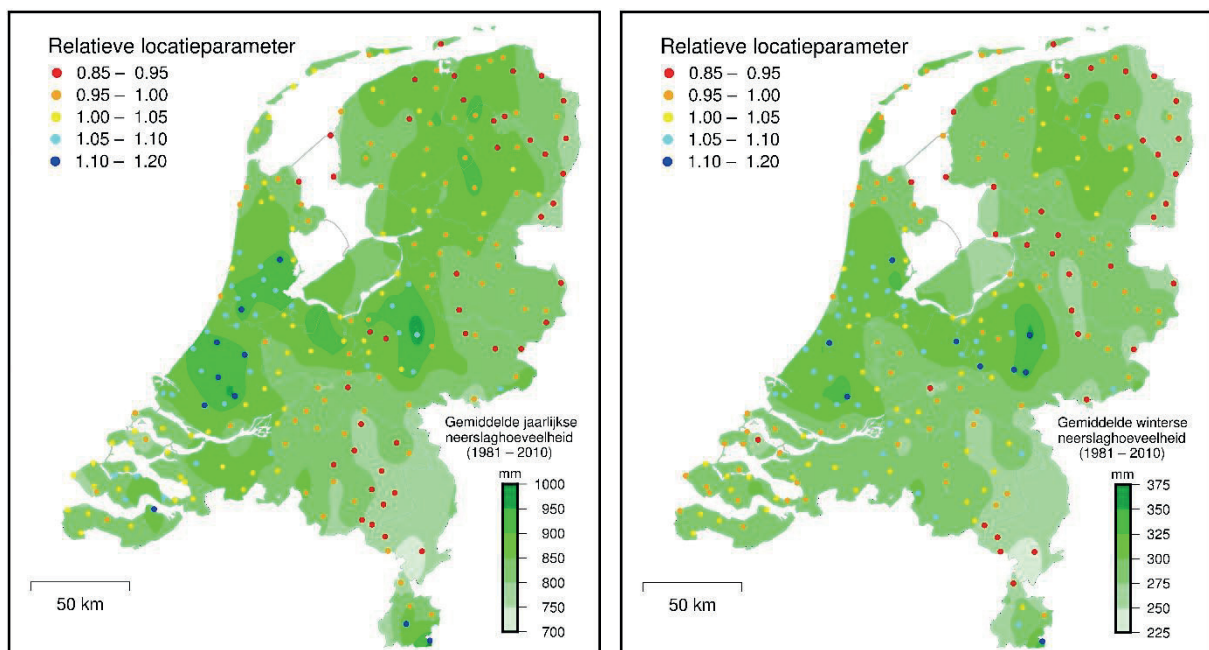 Relatieve locatieparameter
0.85 – 0.95
0.95 – 1.00
1.00 – 1.05
1.05 – 1.10
1.10 – 1.20
Gemiddelde jaarlijkse
neerslaghoeveelheid
(1981 – 2010)
mm
1000
950
900
850
800
750
700
50 km
Relatieve locatieparameter
0.85 – 0.95
0.95 – 1.00
1.00 – 1.05
1.05 – 1.10
1.10 – 1.20
Gemiddelde winterse
neerslaghoeveelheid
(1981 – 2010)
mm
375
350
325
300
275
250
225
50 km